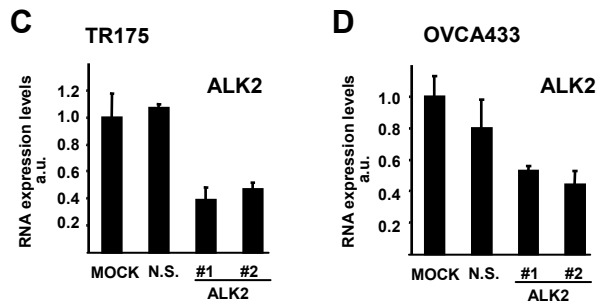 C
TR175
ALK2
RNA expression levels
a.u.
1.2
1.0
0.8
0.6
0.4
0.2
MOCK N.S. #1 #2
ALK2
D
OVCA433
ALK2
RNA expression levels
a.u.
1.0
0.8
0.6
0.4
0.2
MOCK N.S. #1 #2
ALK2